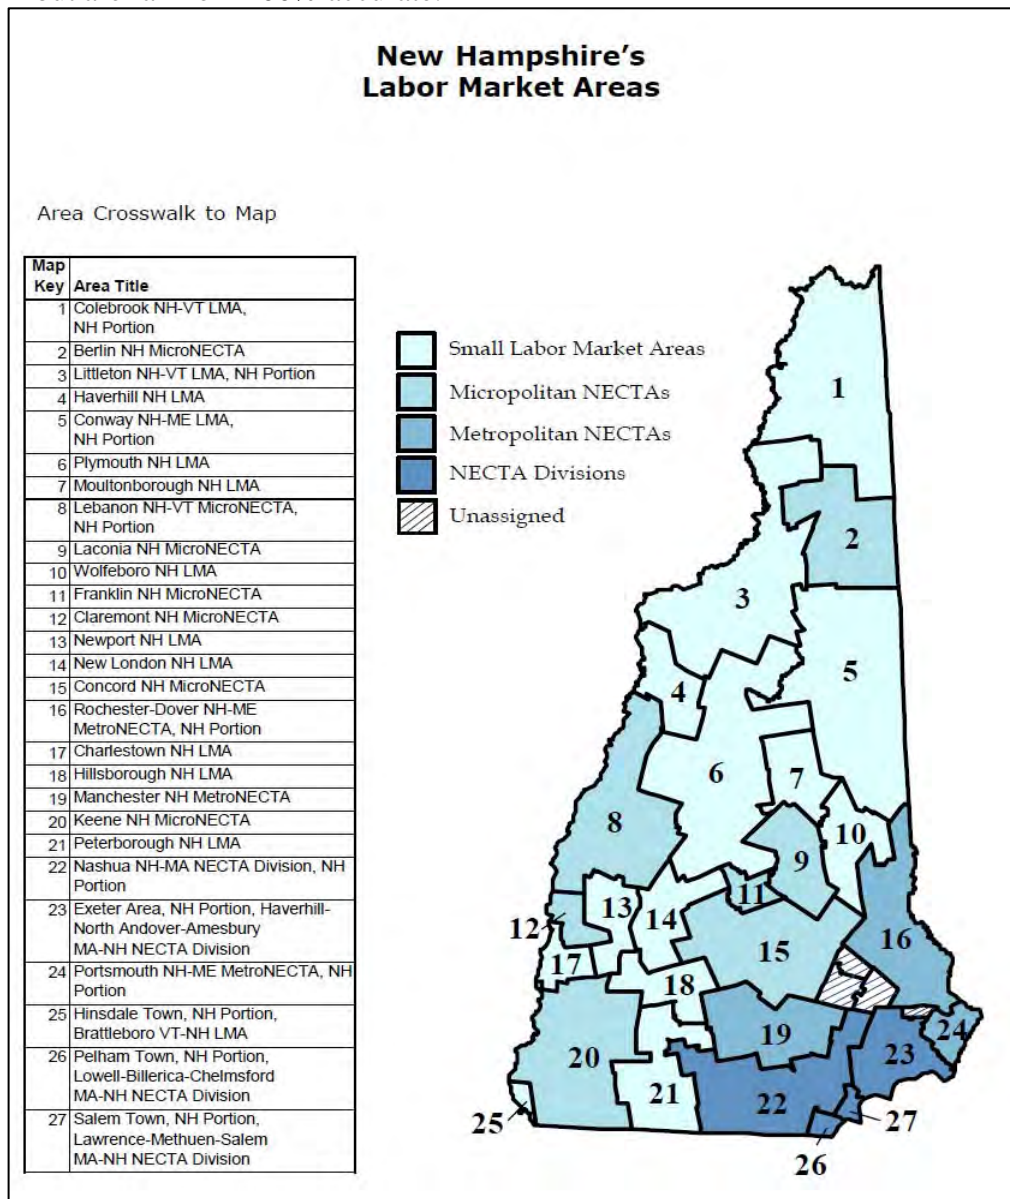 New Hampshire's
Labor Market Areas
Area Crosswalk to Map
Map
Key Area Title
1 Colebrook NH-VT LMA,
NH Portion
2 Berlin NH MicroNECTA
3 Littleton NH-VT LMA, NH Portion
4 Haverhill NH LMA
5 Conway NH-ME LMA,
NH Portion
6 Plymouth NH LMA
7 Moultonborough NH LMA
8 Lebanon NH-VT MicroNECTA,
NH Portion
9 Laconia NH MicroNECTA
10 Wolfeboro NH LMA
11 Franklin NH MicroNECTA
12 Claremont NH MicroNECTA
13 Newport NH LMA
14 New London NH LMA
15 Concord NH MicroNECTA
16 Rochester-Dover NH-ME
MetroNECTA, NH Portion
17 Charlestown NH LMA
18 Hillsborough NH LMA
19 Manchester NH MetroNECTA
20 Keene NH MicroNECTA
21 Peterborough NH LMA
22 Nashua NH-MA NECTA Division, NH
Portion
23 Exeter Area, NH Portion, Haverhill-
North Andover-Amesbury
MA-NH NECTA Division
24 Portsmouth NH-ME MetroNECTA, NH
Portion
25 Hinsdale Town, NH Portion,
Brattleboro VT-NH LMA
26 Pelham Town, NH Portion,
Lowell-Billerica-Chelmsford
MA-NH NECTA Division
27 Salem Town, NH Portion,
Lawrence-Methuen-Salem
MA-NH NECTA Division
Small Labor Market Areas
Micropolitan NECTAs
Metropolitan NECTAs
NECTA Divisions
Unassigned
1
2
3
4
5
6
7
8
9
10
11
12
13
14
15
16
17
18
19
20
21
22
23
24
25
26
27